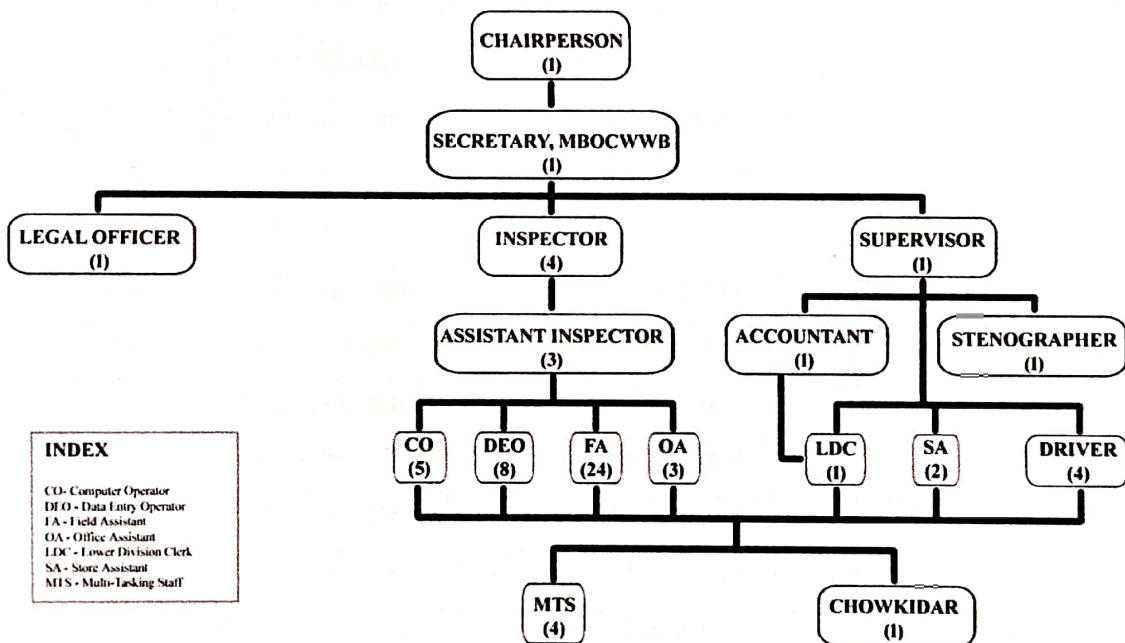 CHAIRPERSON
(1)
SECRETARY, MBOCWWB
(1)
LEGAL OFFICER
(1)
INSPECTOR
(4)
SUPERVISOR
(1)
ASSISTANT INSPECTOR
(3)
ACCOUNTANT
(1)
STENOGRAPHER
(1)
CO
(5)
DEO
(8)
FA
(24)
OA
(3)
LDC
(1)
SA
(2)
DRIVER
(4)
MTS
(4)
CHOWKIDAR
(1)
INDEX
CO- Computer Operator
DEO - Data Entry Operator
FA - Field Assistant
OA - Office Assistant
LDC - Lower Division Clerk
SA - Store Assistant
MTS - Multi-Tasking Staff